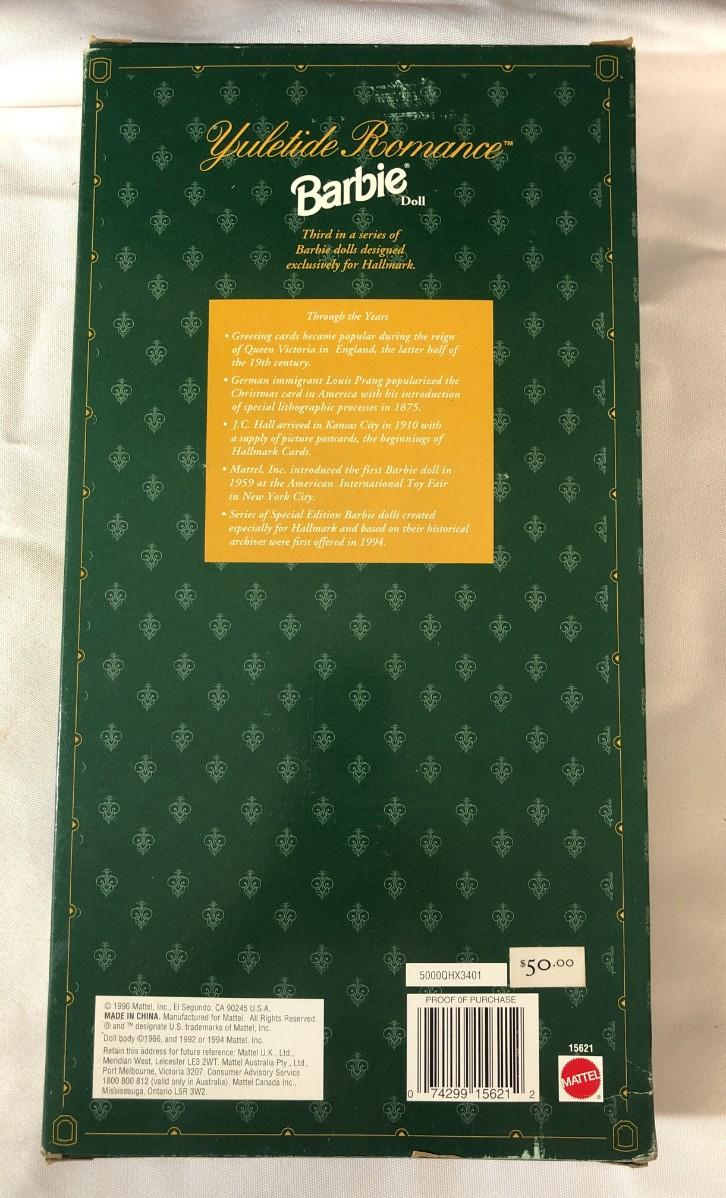 Yuletide Romance™
Barbie® Doll
Third in a series of
Barbie dolls designed
exclusively for Hallmark.
Through the Years
• Greeting cards became popular during the reign
of Queen Victoria in England, the latter half of
the 19th century.
• German immigrant Louis Prang popularized the
Christmas card in America with his introduction
of special lithographic processes in 1875.
• J.C. Hall arrived in Kansas City in 1910 with
a supply of picture postcards, the beginnings of
Hallmark Cards.
• Mattel, Inc. introduced the first Barbie doll in
1959 at the American International Toy Fair
in New York City.
• Series of Special Edition Barbie dolls created
especially for Hallmark and based on their historical
archives were first offered in 1994.
5000QHX3401
$50.00
© 1996 Mattel, Inc., El Segundo, CA 90245 U.S.A.
MADE IN CHINA. Manufactured for Mattel. All Rights Reserved.
® and ™ designate U.S. trademarks of Mattel, Inc.
Doll body ©1966, and 1992 or 1994 Mattel, Inc.
Retain this address for future reference: Mattel U.K., Ltd.,
Meridian West, Leicester LE3 2WT. Mattel Australia Pty., Ltd.,
Port Melbourne, Victoria 3207. Consumer Advisory Service
1800 800 812 (valid only in Australia). Mattel Canada Inc.,
Mississauga, Ontario L5R 3W2.
PROOF OF PURCHASE
0 74299 15621 2
15621
MATTEL®